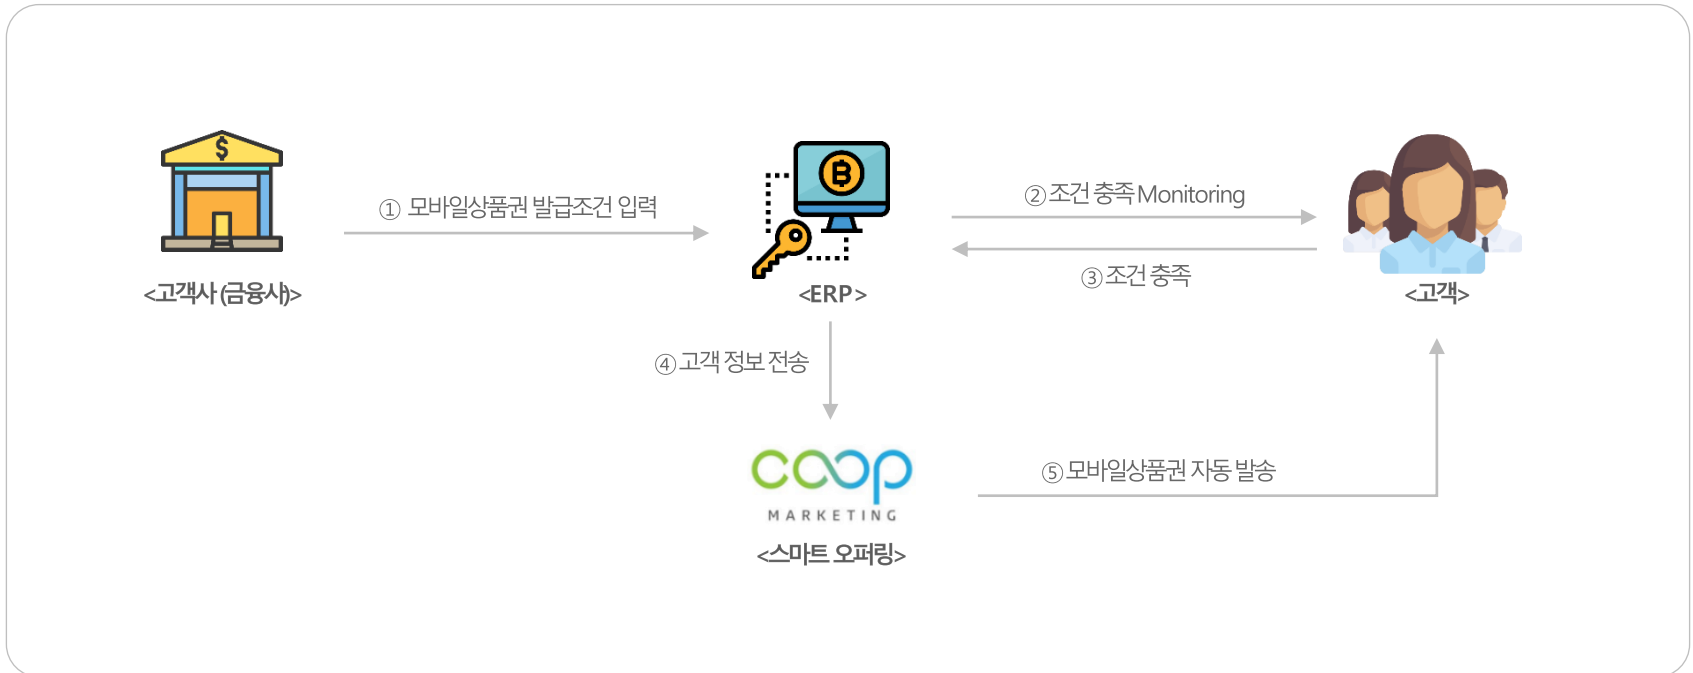 $
① 모바일상품권 발급조건 입력
② 조건 충족 Monitoring
③ 조건 충족
<고객사 (금융사)>
<ERP>
<고객>
④ 고객 정보 전송
coop
MARKETING
⑤ 모바일상품권 자동 발송
<스마트 오퍼링>